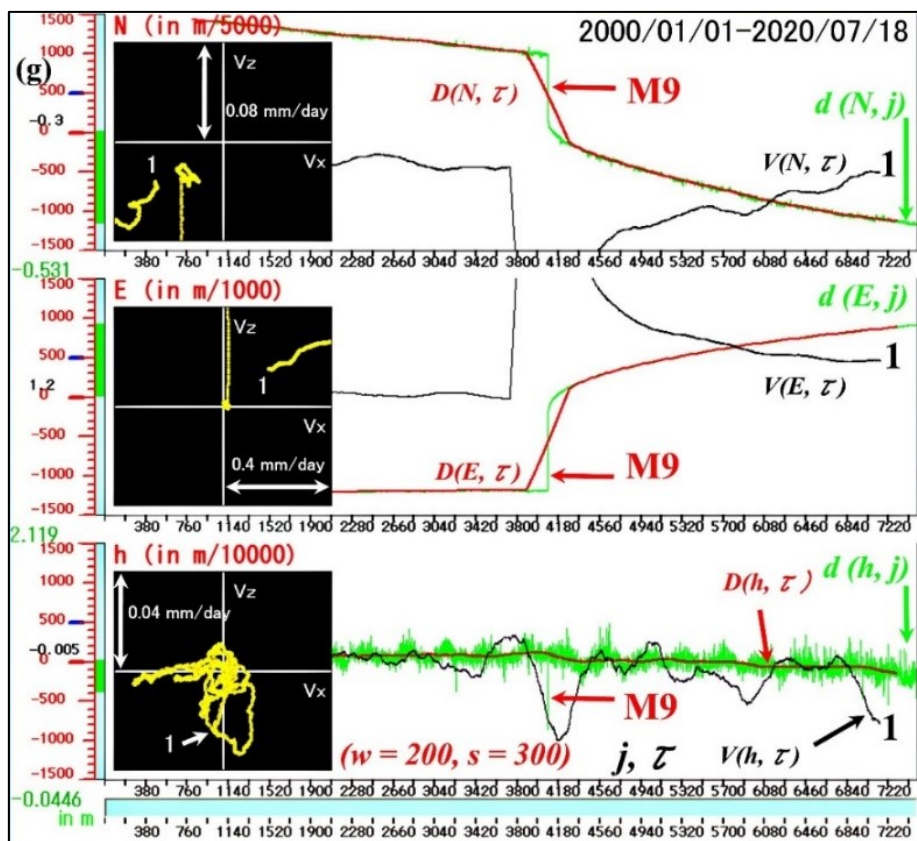 (g)
N (in m/5000)
2000/01/01-2020/07/18
1500
1000
500
-0.3
0
-500
-1000
-1500
-0.531
Vz
0.08 mm/day
Vx
1
D(N, τ)
M9
d (N, j)
V(N, τ)
1
380 760 1140 1520 1900 2280 2660 3040 3420 3800 4180 4560 4940 5320 5700 6080 6460 6840 7220
E (in m/1000)
1500
1000
500
1.2
0
-500
-1000
-1500
2.119
Vz
1
Vx
0.4 mm/day
D(E, τ)
M9
d (E, j)
1
V(E, τ)
380 760 1140 1520 1900 2280 2660 3040 3420 3800 4180 4560 4940 5320 5700 6080 6460 6840 7220
h (in m/10000)
1500
1000
500
-0.005
0
-500
-1000
-1500
-0.0446
in m
0.04 mm/day
Vz
Vx
1
D(h, τ)
d (h, j)
M9
1
(w = 200, s = 300)
j, τ
V(h, τ)
380 760 1140 1520 1900 2280 2660 3040 3420 3800 4180 4560 4940 5320 5700 6080 6460 6840 7220
380 760 1140 1520 1900 2280 2660 3040 3420 3800 4180 4560 4940 5320 5700 6080 6460 6840 7220